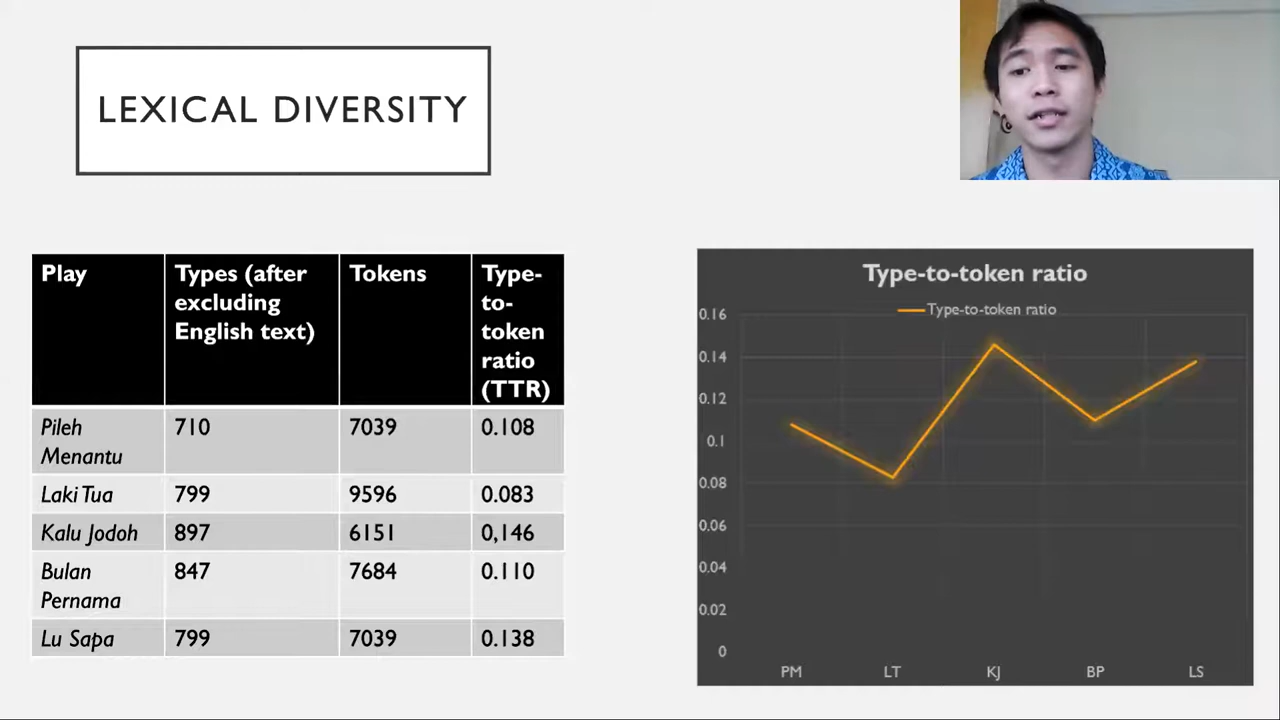 LEXICAL DIVERSITY
Play
Types (after
excluding
English text)
Tokens
Type-
to-
token
ratio
(TTR)
Pileh
Menantu
710
7039
0.108
Laki Tua
799
9596
0.083
Kalu Jodoh
897
6151
0,146
Bulan
Pernama
847
7684
0.110
Lu Sapa
799
7039
0.138
Type-to-token ratio
Type-to-token ratio
0.16
0.14
0.12
0.1
0.08
0.06
0.04
0.02
0
PM
LT
KJ
BP
LS